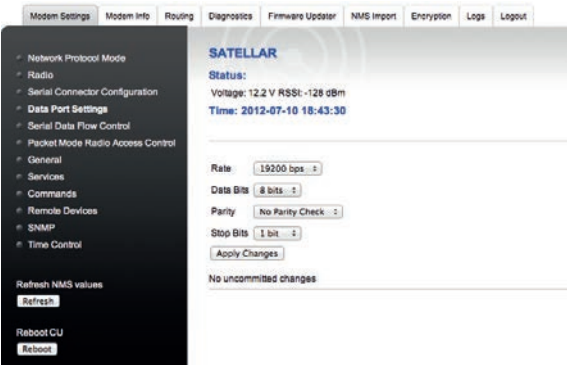 Modem Settings Modem Info Routing Diagnostics Firmware Updater NMS Import Encryption Logs Logout
Network Protocol Mode
Radio
Serial Connector Configuration
Data Port Settings
Serial Data Flow Control
Packet Mode Radio Access Control
General
Services
Commands
Remote Devices
SNMP
Time Control
Refresh NMS values
Refresh
Reboot CU
Reboot
SATELLAR
Status:
Voltage: 12.2 V RSSI: -128 dBm
Time: 2012-07-10 18:43:30
Rate 19200 bps
Data Bits 8 bits
Parity No Parity Check
Stop Bits 1 bit
Apply Changes
No uncommitted changes